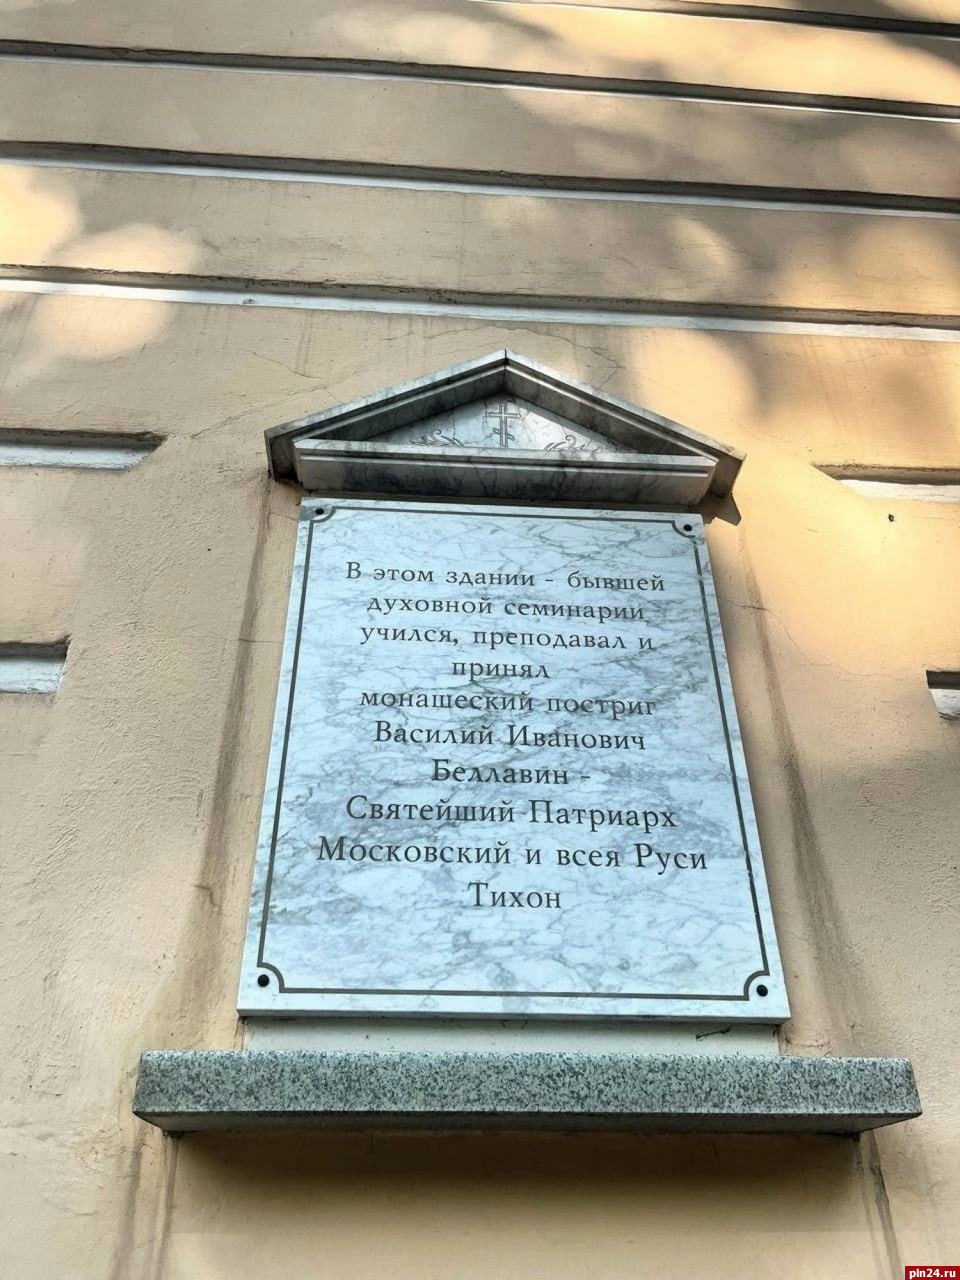 В этом здании - бывшей
духовной семинарии
учился, преподавал и
принял
монашеский постриг
Василий Иванович
Беллавин -
Святейший Патриарх
Московский и всея Руси
Тихон
pln24.ru